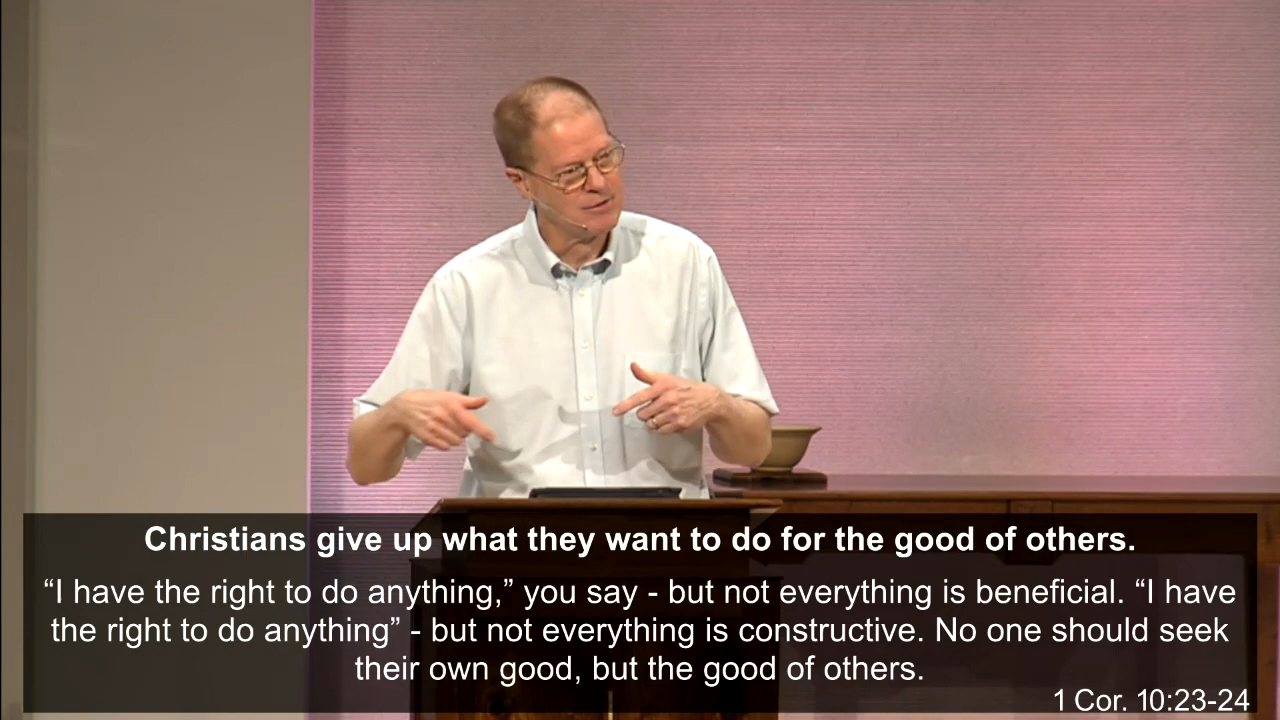 Christians give up what they want to do for the good of others.
“I have the right to do anything,” you say - but not everything is beneficial. “I have
the right to do anything” - but not everything is constructive. No one should seek
their own good, but the good of others.
1 Cor. 10:23-24